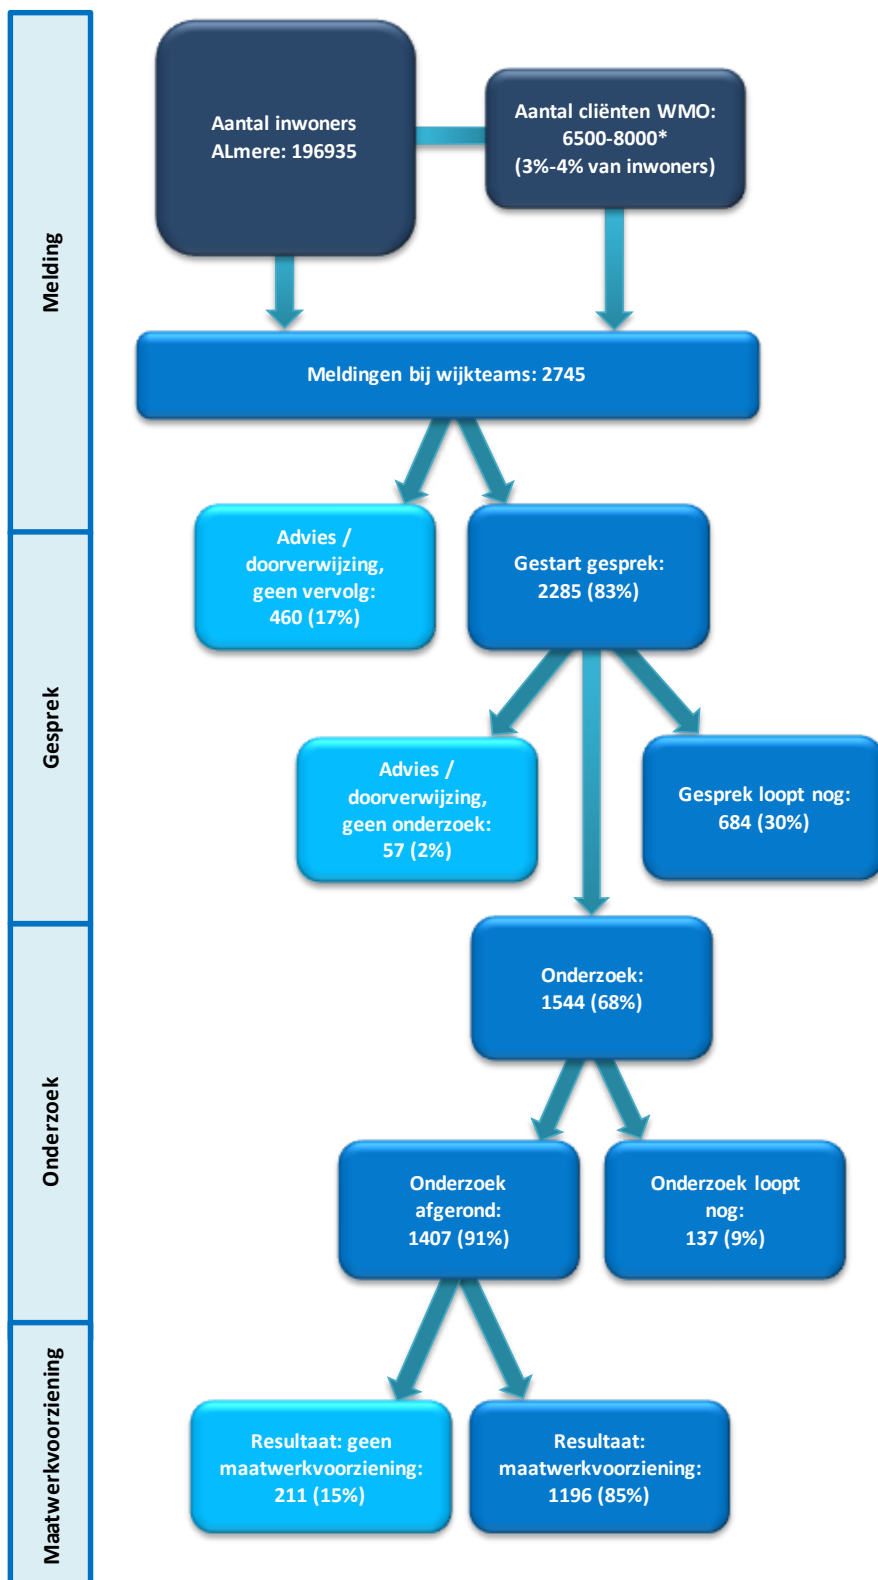 Melding
Aantal inwoners
ALmere: 196935
Aantal cliënten WMO:
6500-8000*
(3%-4% van inwoners)
Meldingen bij wijkteams: 2745
Advies /
doorverwijzing,
geen vervolg:
460 (17%)
Gestart gesprek:
2285 (83%)
Gesprek
Advies /
doorverwijzing,
geen onderzoek:
57 (2%)
Gesprek loopt nog:
684 (30%)
Onderzoek
Onderzoek:
1544 (68%)
Onderzoek
afgerond:
1407 (91%)
Onderzoek loopt
nog:
137 (9%)
Maatwerkvoorziening
Resultaat: geen
maatwerkvoorziening:
211 (15%)
Resultaat:
maatwerkvoorziening:
1196 (85%)